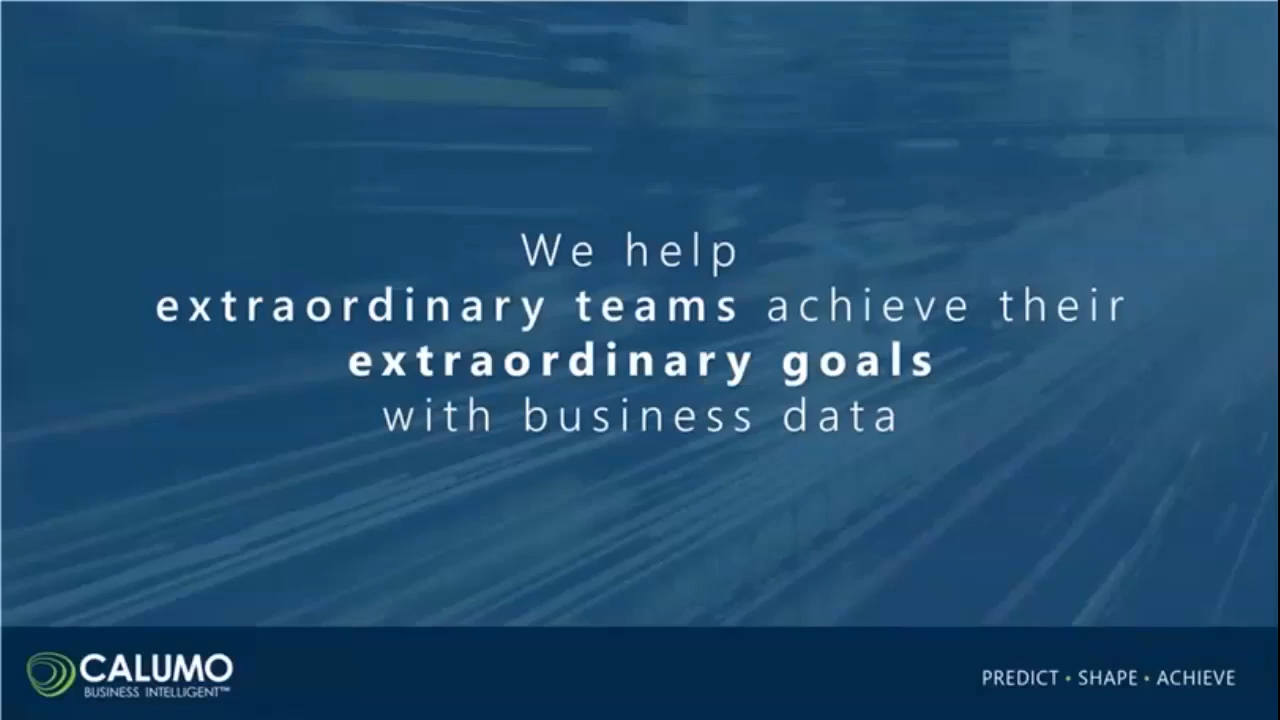 We help
extraordinary teams achieve their
extraordinary goals
with business data
CALUMO
BUSINESS INTELLIGENT™
PREDICT • SHAPE • ACHIEVE